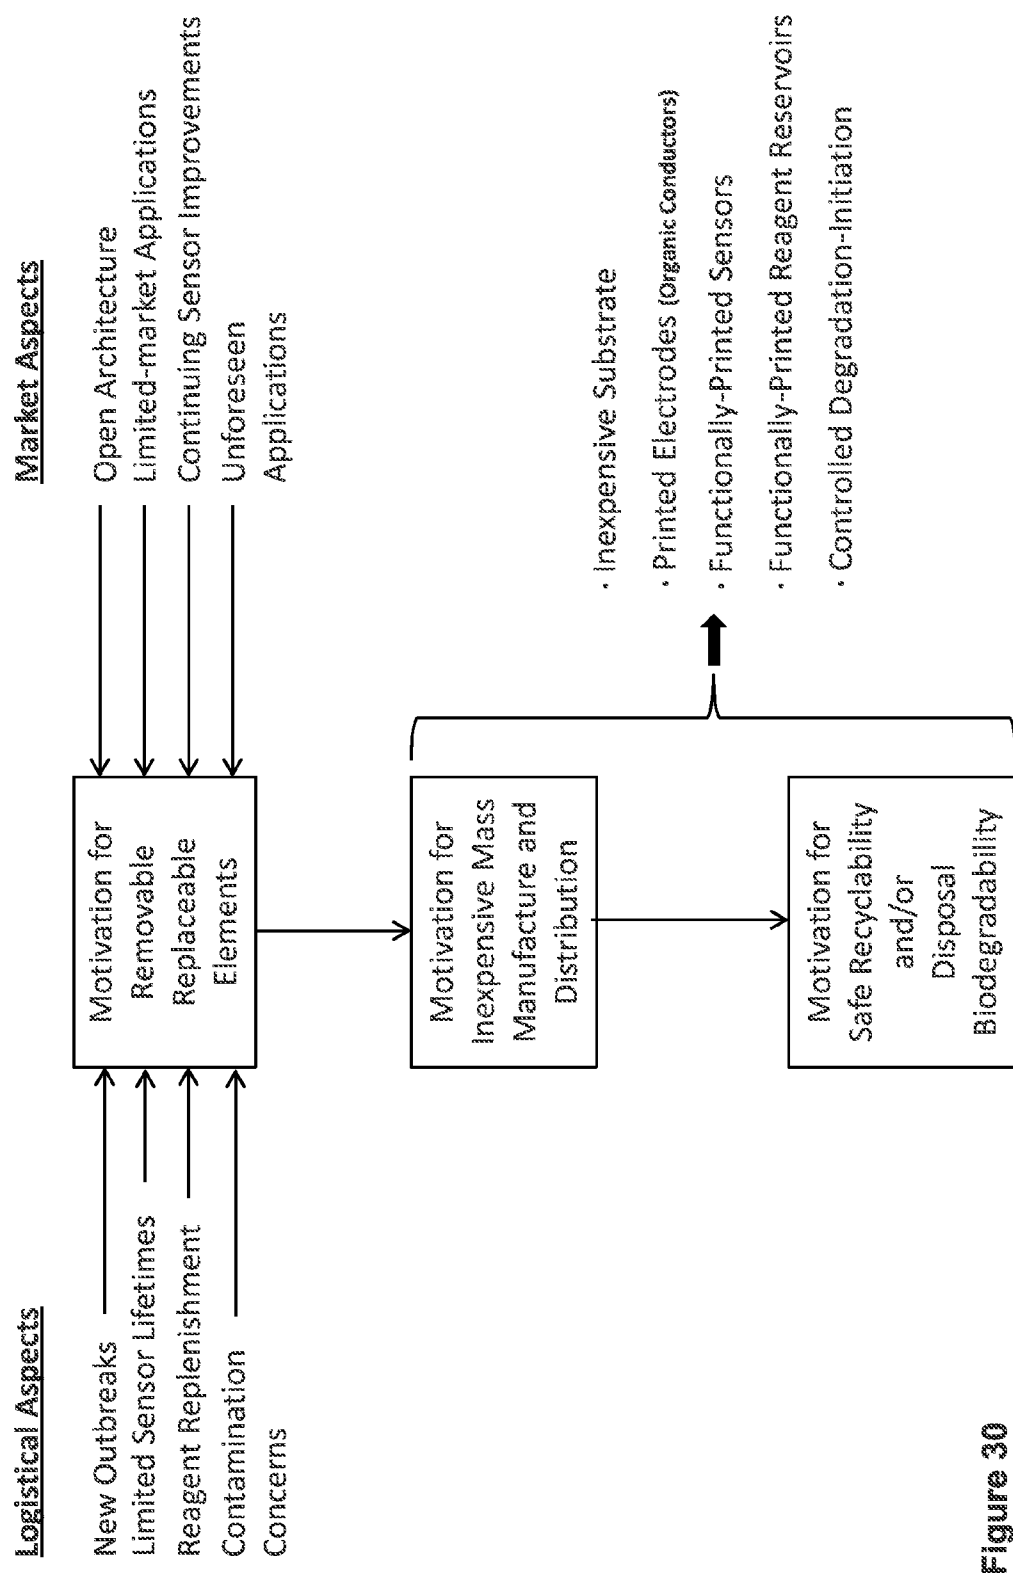 Logistical Aspects
New Outbreaks
Limited Sensor Lifetimes
Reagent Replenishment
Contamination
Concerns
Motivation for
Removable
Replaceable
Elements
Market Aspects
Open Architecture
Limited-market Applications
Continuing Sensor Improvements
Unforeseen
Applications
Motivation for
Inexpensive Mass
Manufacture and
Distribution
Motivation for
Safe Recyclability
and/or
Disposal
Biodegradability
· Inexpensive Substrate
· Printed Electrodes (Organic Conductors)
· Functionally-Printed Sensors
· Functionally-Printed Reagent Reservoirs
· Controlled Degradation-Initiation
Figure 30